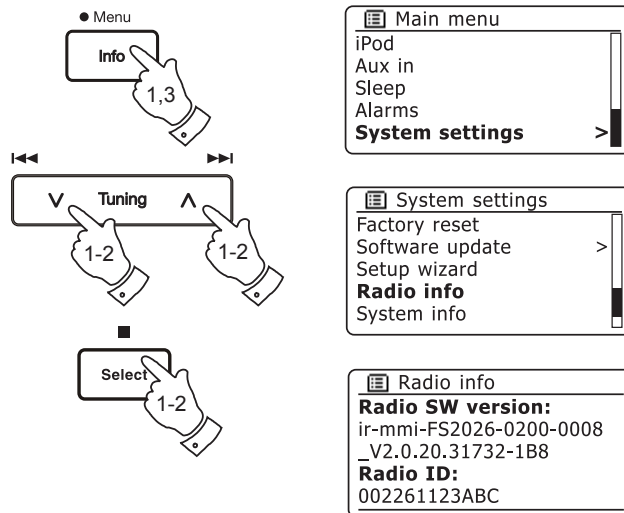 Menu
Info
1,3
Tuning
1-2
1-2
Select
1-2
Main menu
iPod
Aux in
Sleep
Alarms
System settings >
System settings
Factory reset
Software update >
Setup wizard
Radio info
System info
Radio info
Radio SW version:
ir-mmi-FS2026-0200-0008
_V2.0.20.31732-1B8
Radio ID:
002261123ABC